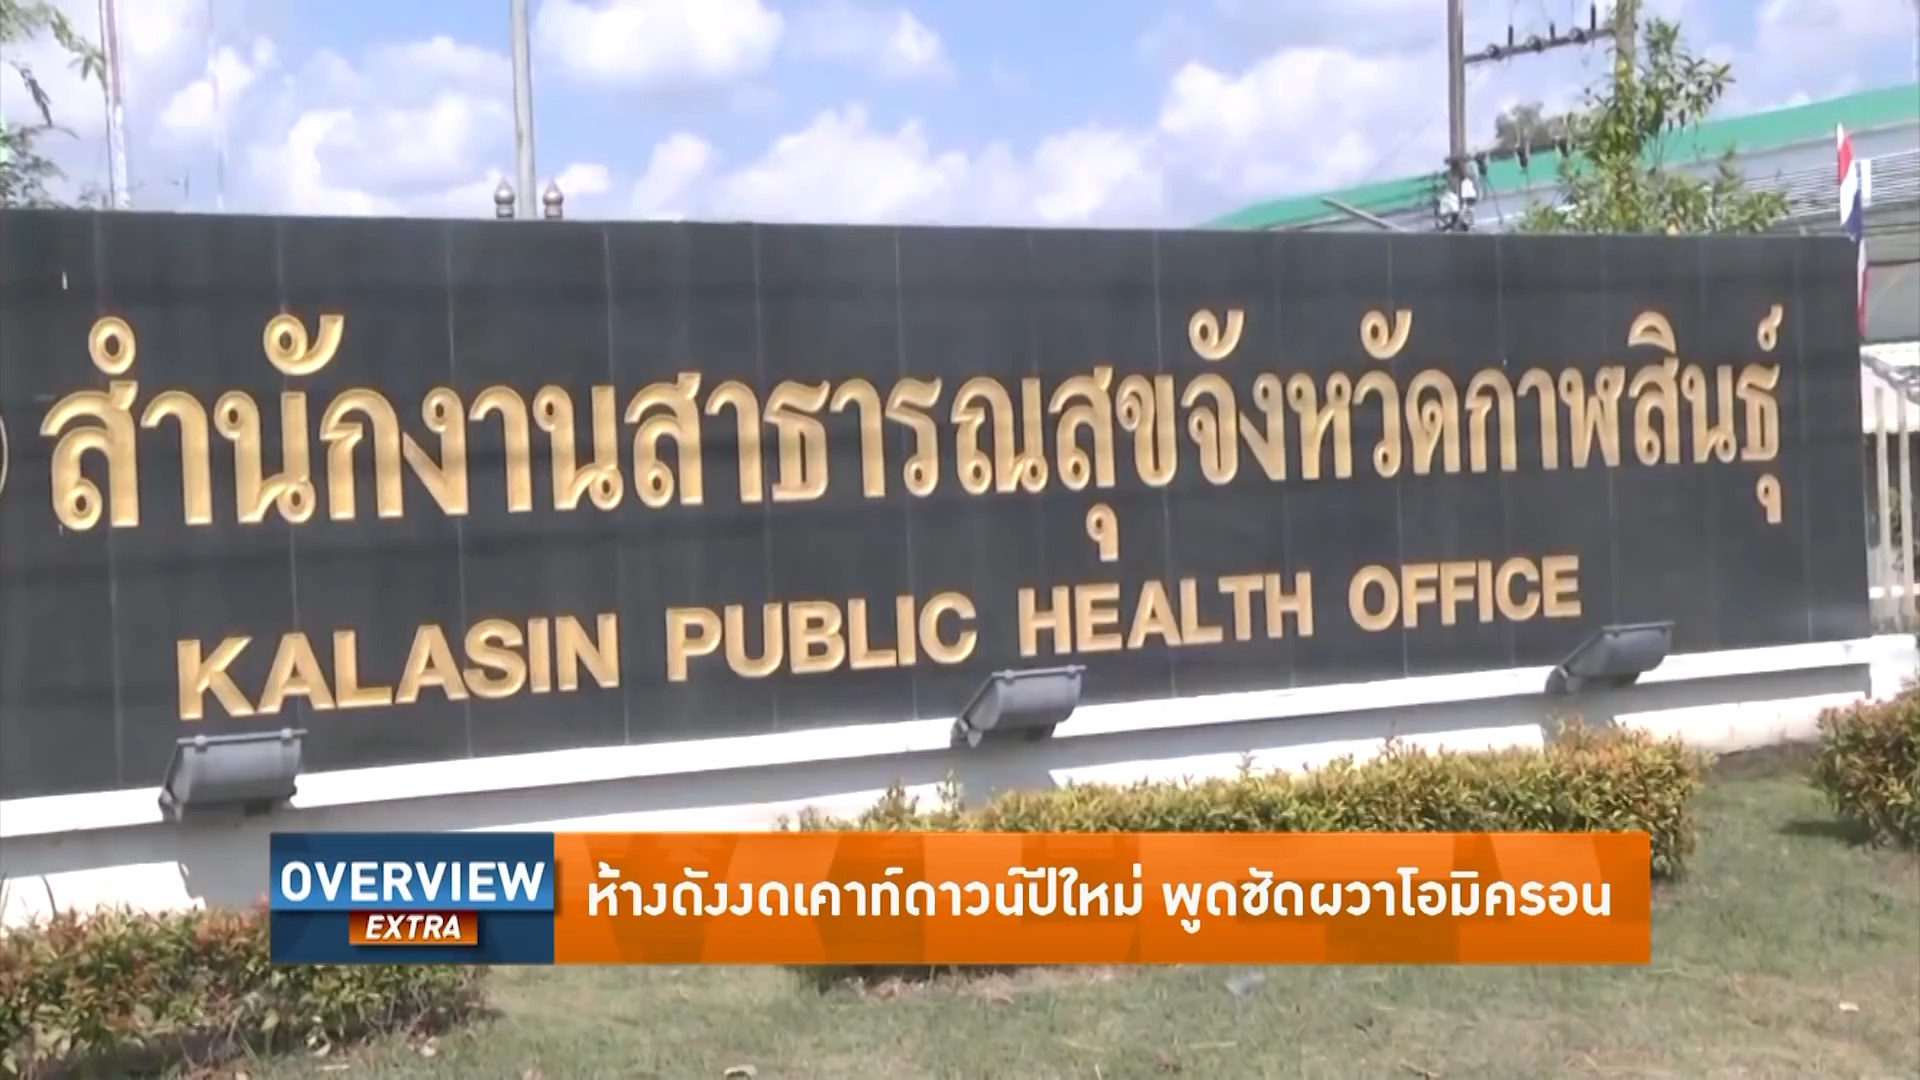 สำนักงานสาธารณสุขจังหวัดกาฬสินธุ์
KALASIN PUBLIC HEALTH OFFICE
OVERVIEW
EXTRA
ห้างดังงดเคาท์ดาวน์ปีใหม่ พูดชัดผวาโอมิครอน